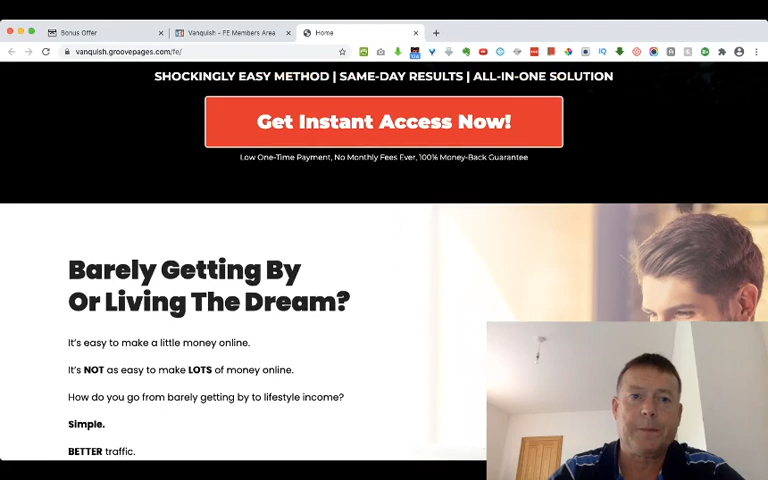 Bonus Offer
Vanquish – FE Members Area
Home
vanquish.groovepages.com/fe/
SHOCKINGLY EASY METHOD | SAME-DAY RESULTS | ALL-IN-ONE SOLUTION
Get Instant Access Now!
Low One-Time Payment, No Monthly Fees Ever, 100% Money-Back Guarantee
Barely Getting By
Or Living The Dream?
It's easy to make a little money online.
It's NOT as easy to make LOTS of money online.
How do you go from barely getting by to lifestyle income?
Simple.
BETTER traffic.